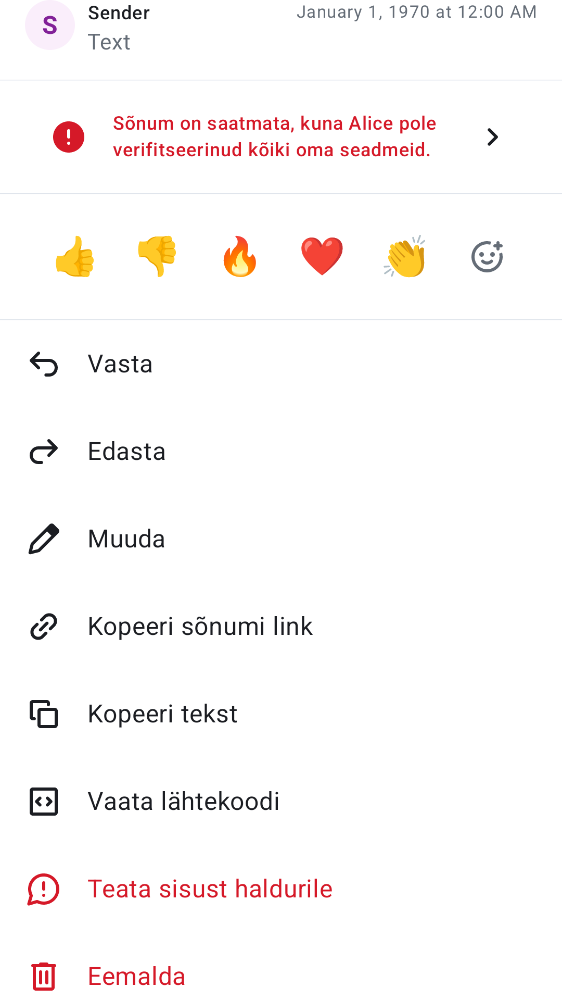 S
Sender
January 1, 1970 at 12:00 AM
Text
Sõnum on saatmata, kuna Alice pole
verifitseerinud kõiki oma seadmeid.
Vasta
Edasta
Muuda
Kopeeri sõnumi link
Kopeeri tekst
Vaata lähtekoodi
Teata sisust haldurile
Eemalda